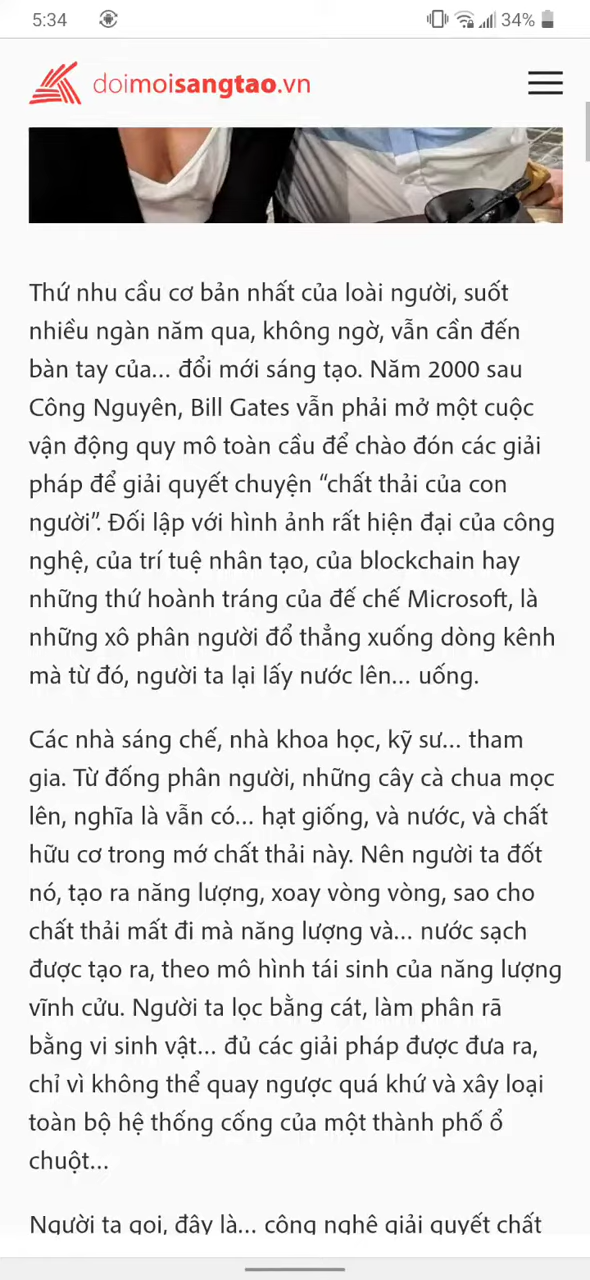 5:34
34%
doimoisangtao.vn
Thứ nhu cầu cơ bản nhất của loài người, suốt
nhiều ngàn năm qua, không ngờ, vẫn cần đến
bàn tay của... đổi mới sáng tạo. Năm 2000 sau
Công Nguyên, Bill Gates vẫn phải mở một cuộc
vận động quy mô toàn cầu để chào đón các giải
pháp để giải quyết chuyện “chất thải của con
người”. Đối lập với hình ảnh rất hiện đại của công
nghệ, của trí tuệ nhân tạo, của blockchain hay
những thứ hoành tráng của đế chế Microsoft, là
những xô phân người đổ thẳng xuống dòng kênh
mà từ đó, người ta lại lấy nước lên... uống.
Các nhà sáng chế, nhà khoa học, kỹ sư... tham
gia. Từ đống phân người, những cây cà chua mọc
lên, nghĩa là vẫn có... hạt giống, và nước, và chất
hữu cơ trong mớ chất thải này. Nên người ta đốt
nó, tạo ra năng lượng, xoay vòng vòng, sao cho
chất thải mất đi mà năng lượng và... nước sạch
được tạo ra, theo mô hình tái sinh của năng lượng
vĩnh cửu. Người ta lọc bằng cát, làm phân rã
bằng vi sinh vật... đủ các giải pháp được đưa ra,
chỉ vì không thể quay ngược quá khứ và xây loại
toàn bộ hệ thống cống của một thành phố ổ
chuột...
Người ta gọi, đây là... công nghệ giải quyết chất